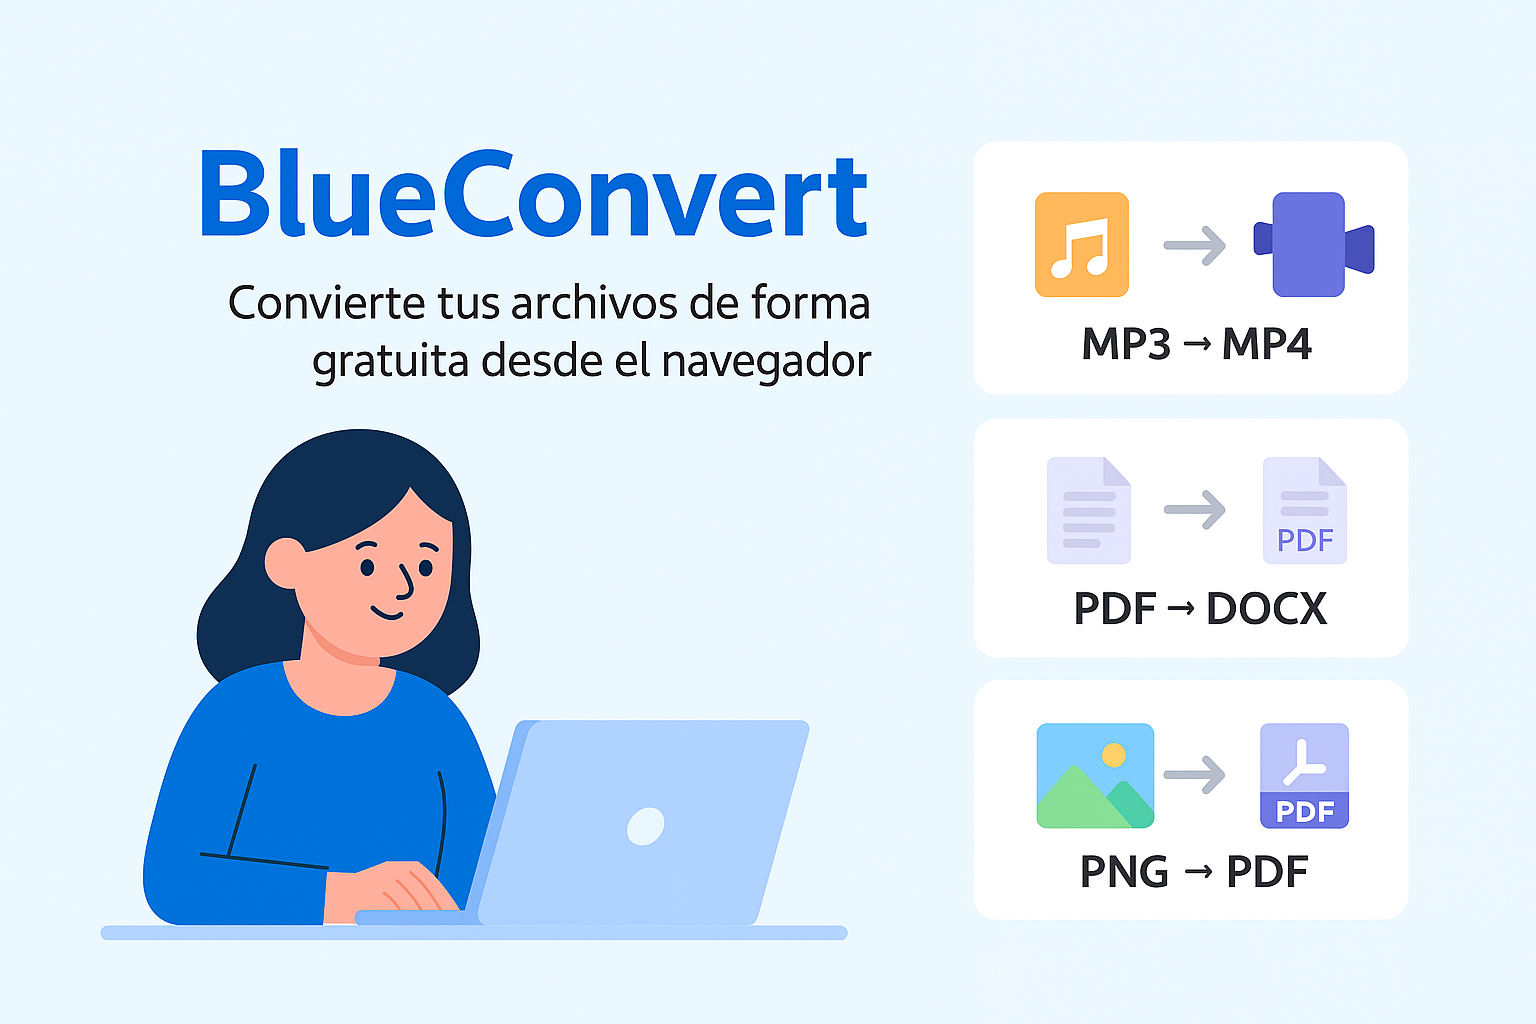 BlueConvert
Convierte tus archivos de forma
gratuita desde el navegador
MP3 → MP4
PDF
PDF → DOCX
PDF
PNG → PDF